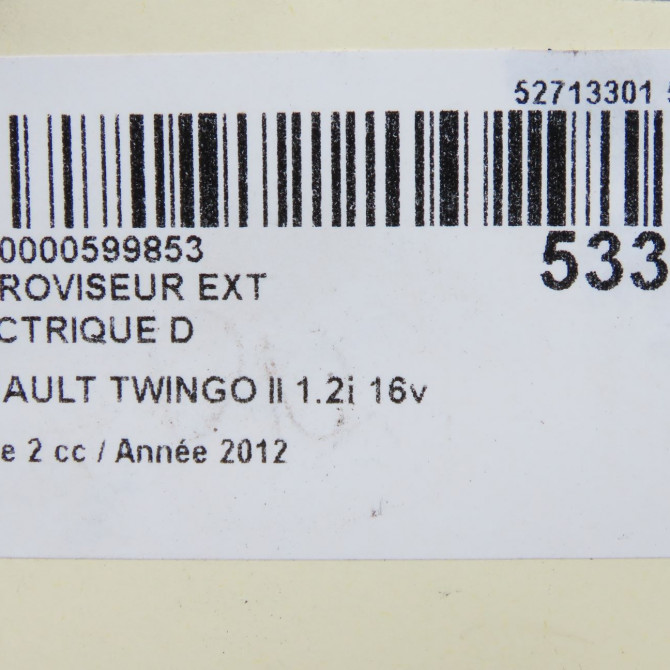 52713301
0000599853
533
ROVISEUR EXT
CTRIQUE D
AULT TWINGO II 1.2i 16v
e 2 cc / Année 2012